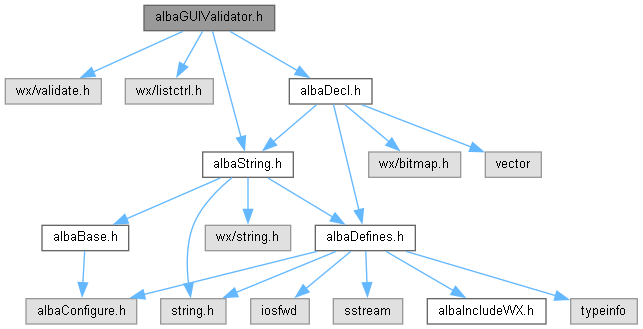 albaGUIValidator.h
wx/validate.h
wx/listctrl.h
albaDecl.h
albaString.h
wx/bitmap.h
vector
albaBase.h
wx/string.h
albaDefines.h
albaConfigure.h
string.h
iosfwd
sstream
albaIncludeWX.h
typeinfo